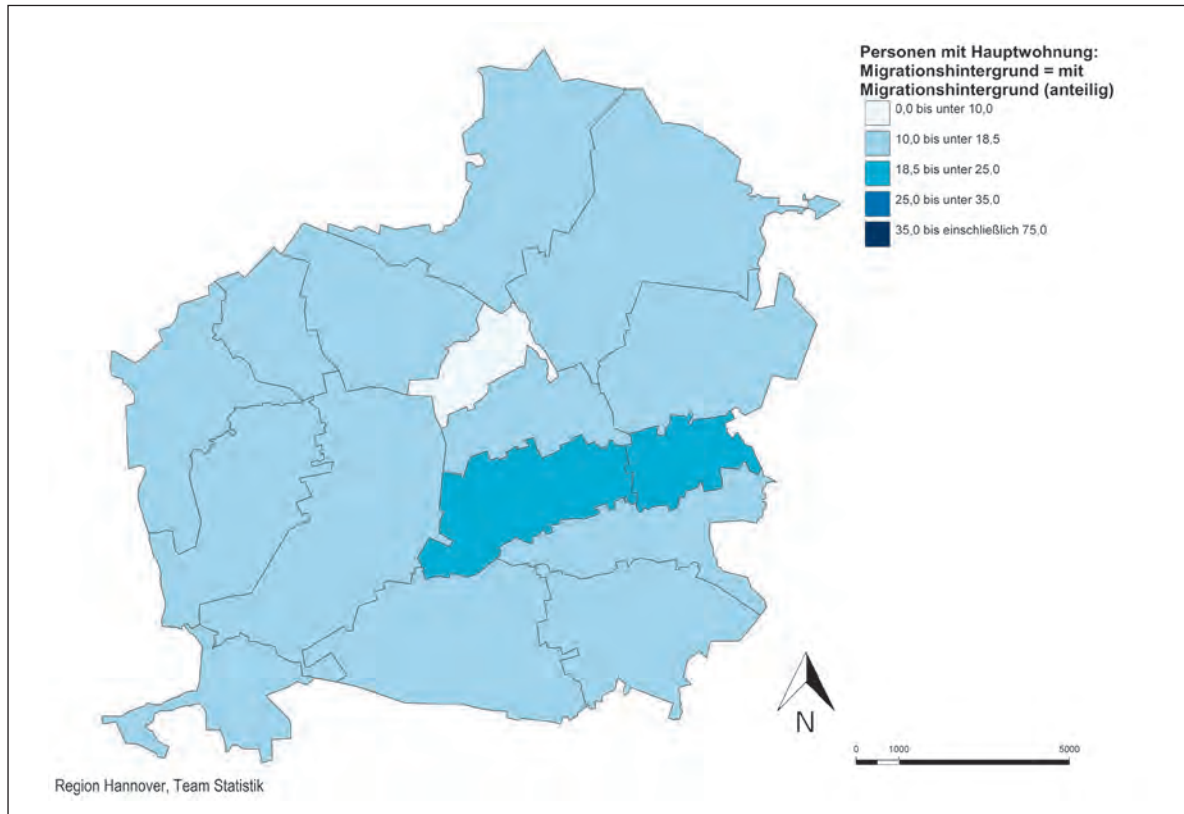 Personen mit Hauptwohnung:
Migrationshintergrund = mit
Migrationshintergrund (anteilig)
0,0 bis unter 10,0
10,0 bis unter 18,5
18,5 bis unter 25,0
25,0 bis unter 35,0
35,0 bis einschließlich 75,0
N
0 1000 5000
Region Hannover, Team Statistik